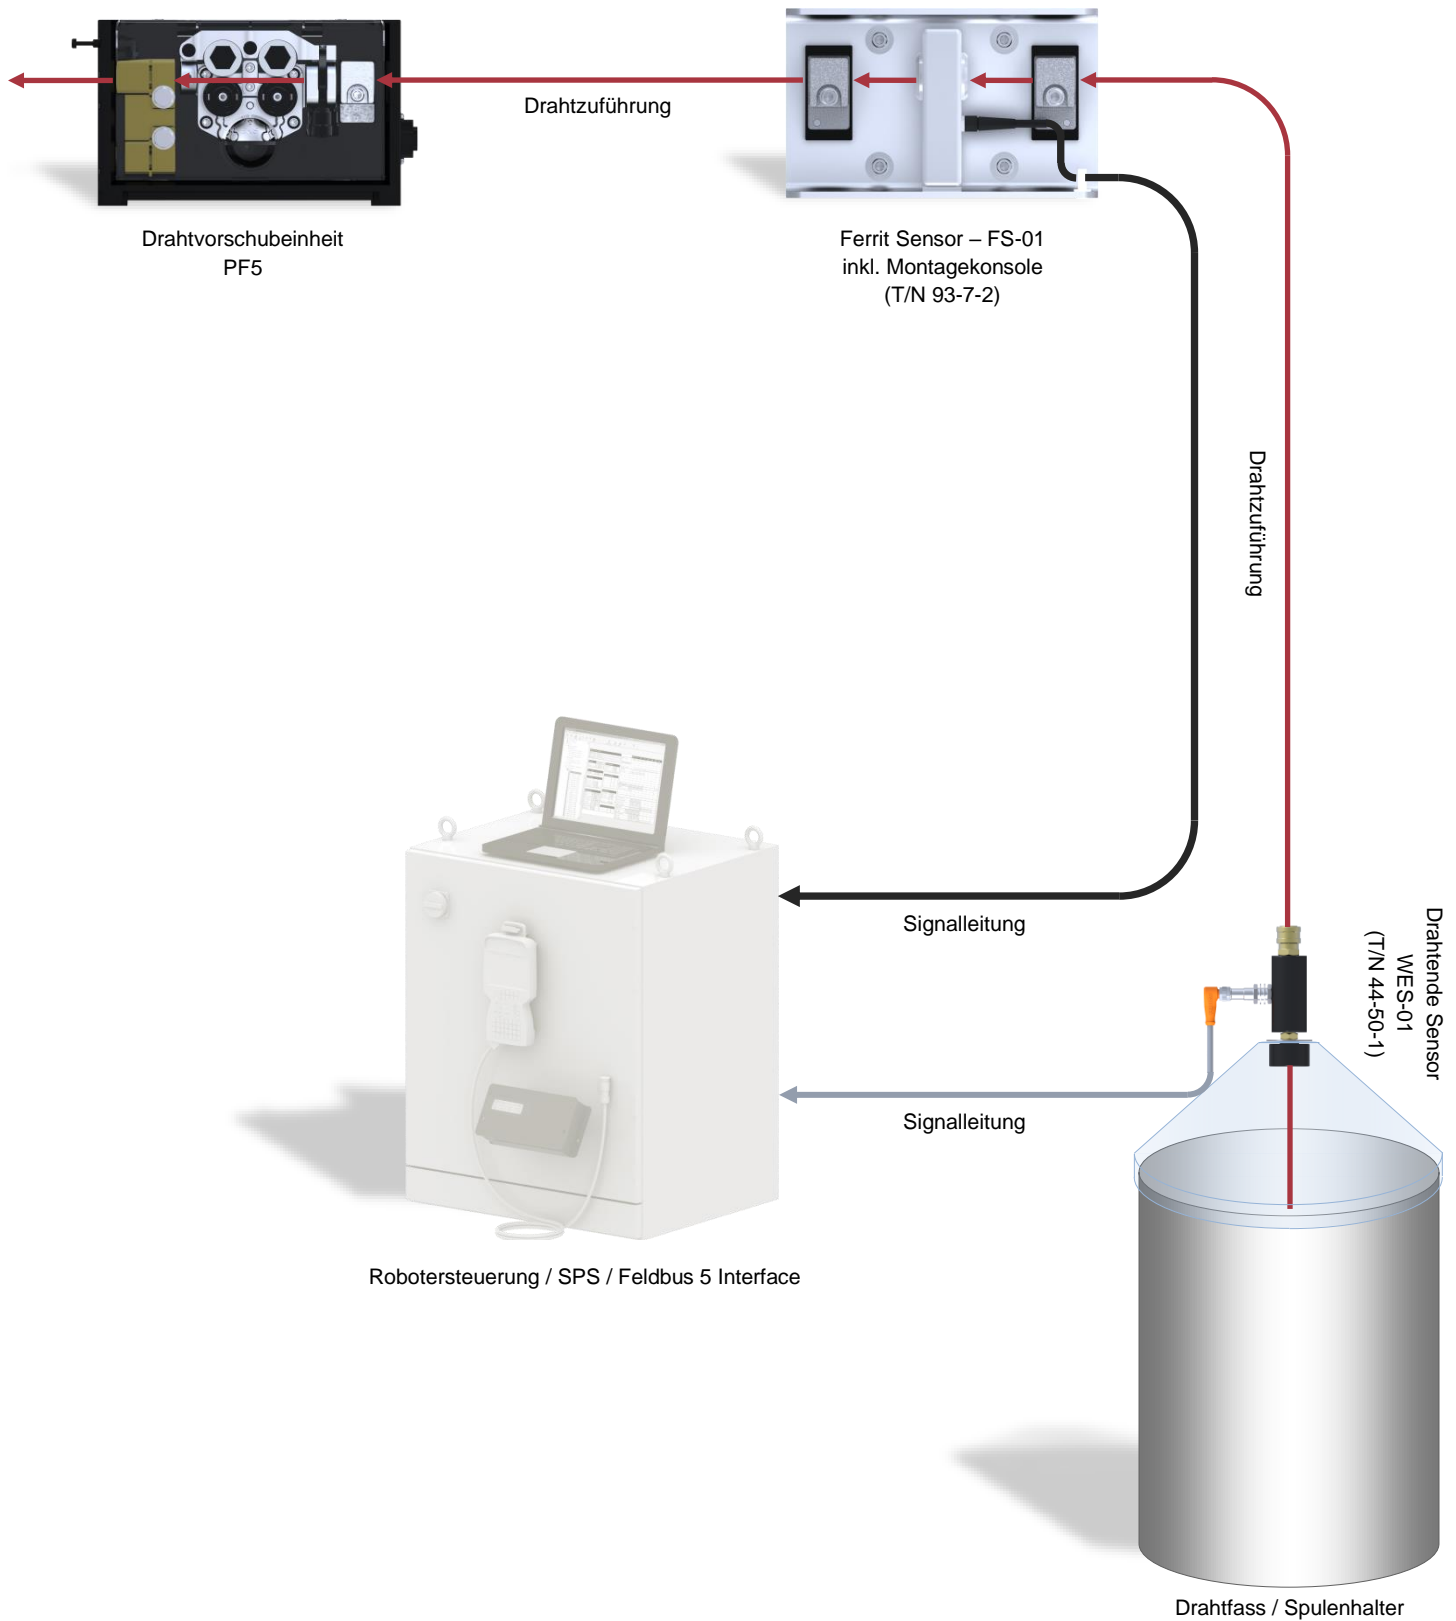 Drahtzuführung
Drahtvorschubeinheit
PF5
Ferrit Sensor – FS-01
inkl. Montagekonsole
(T/N 93-7-2)
Drahtzuführung
Signalleitung
Drahtende Sensor
WES-01
(T/N 44-50-1)
Signalleitung
Robotersteuerung / SPS / Feldbus 5 Interface
Drahtfass / Spulenhalter